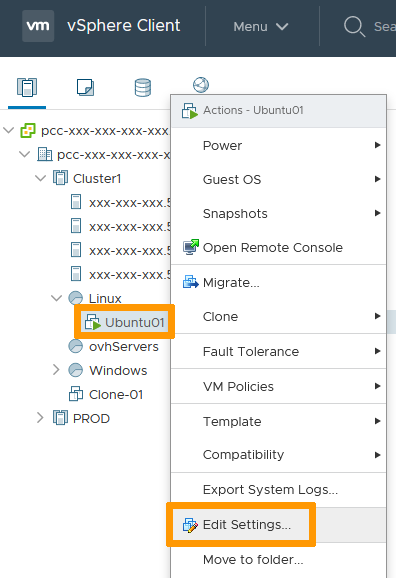 vm vSphere Client Menu Sea
Actions - Ubuntu01
pcc-xxx-xxx-xxx-xxx
Power
pcc-xxx-xxx-xxx-x
Cluster1
Guest OS
xxx-xxx-xxx.5
Snapshots
xxx-xxx-xxx.
xxx-xxx-xxx.
Open Remote Console
xxx-xxx-xxx.
Migrate...
Linux
Clone
Ubuntu01
ovhServers
Fault Tolerance
Windows
VM Policies
Clone-01
PROD
Template
Compatibility
Export System Logs...
Edit Settings...
Move to folder...